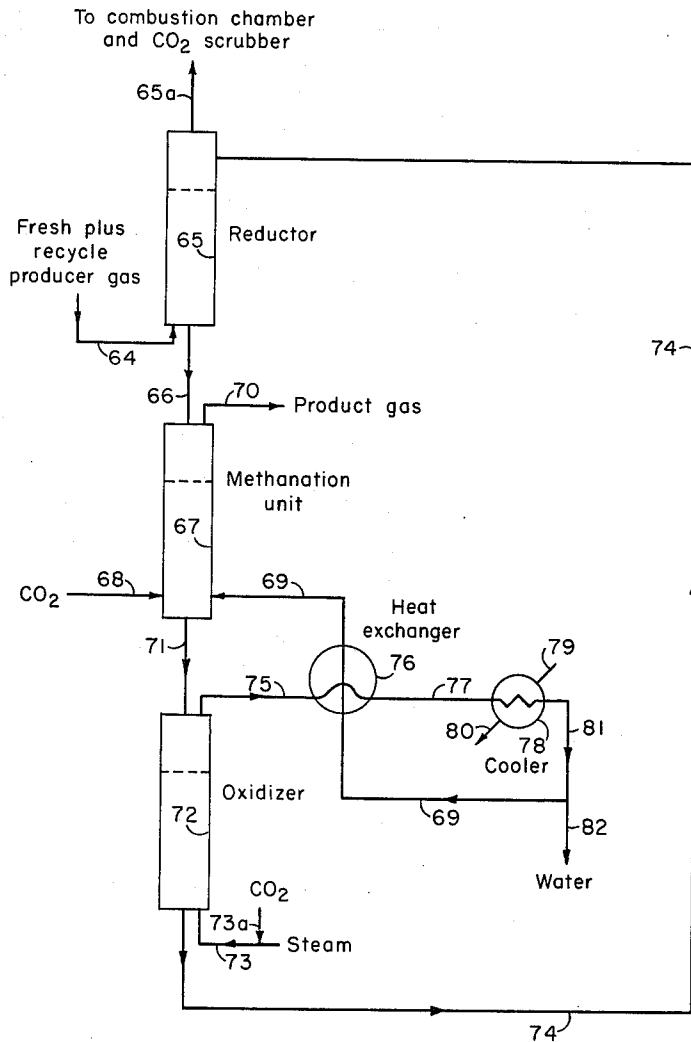 To combustion chamber
and CO2 scrubber
65a
65
Reductor
Fresh plus
recycle
producer gas
64
74
66
70
Product gas
Methanation
unit
67
68
CO2
69
Heat
exchanger
76
71
75
77
79
80
78
81
Cooler
72
Oxidizer
69
82
Water
CO2
73a
73
Steam
74